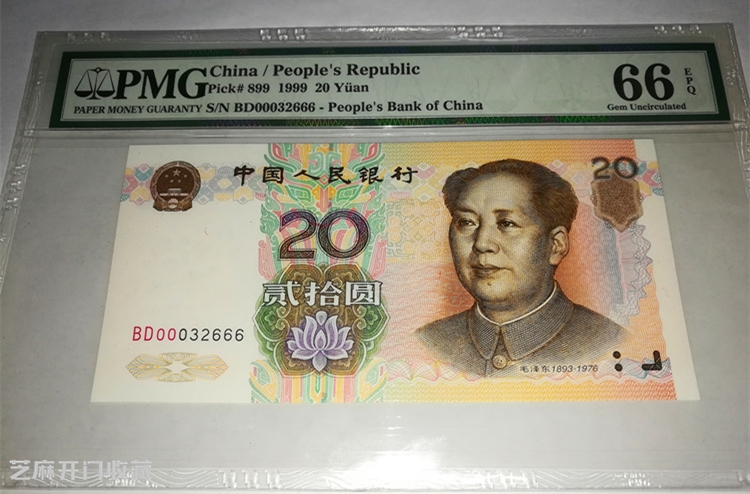 PMG
PAPER MONEY GUARANTY
China / People's Republic
Pick# 899 1999 20 Yüan
S/N BD00032666 - People's Bank of China
66
EPQ
Gem Uncirculated
中国人民银行
20
20
贰拾圆
BD00032666
毛泽东1893-1976
芝麻开门收藏